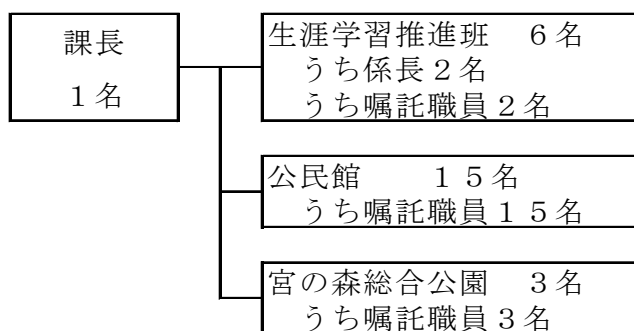 課長
１名
生涯学習推進班　６名
うち係長２名
うち嘱託職員２名
公民館　　１５名
うち嘱託職員１５名
宮の森総合公園　３名
うち嘱託職員３名